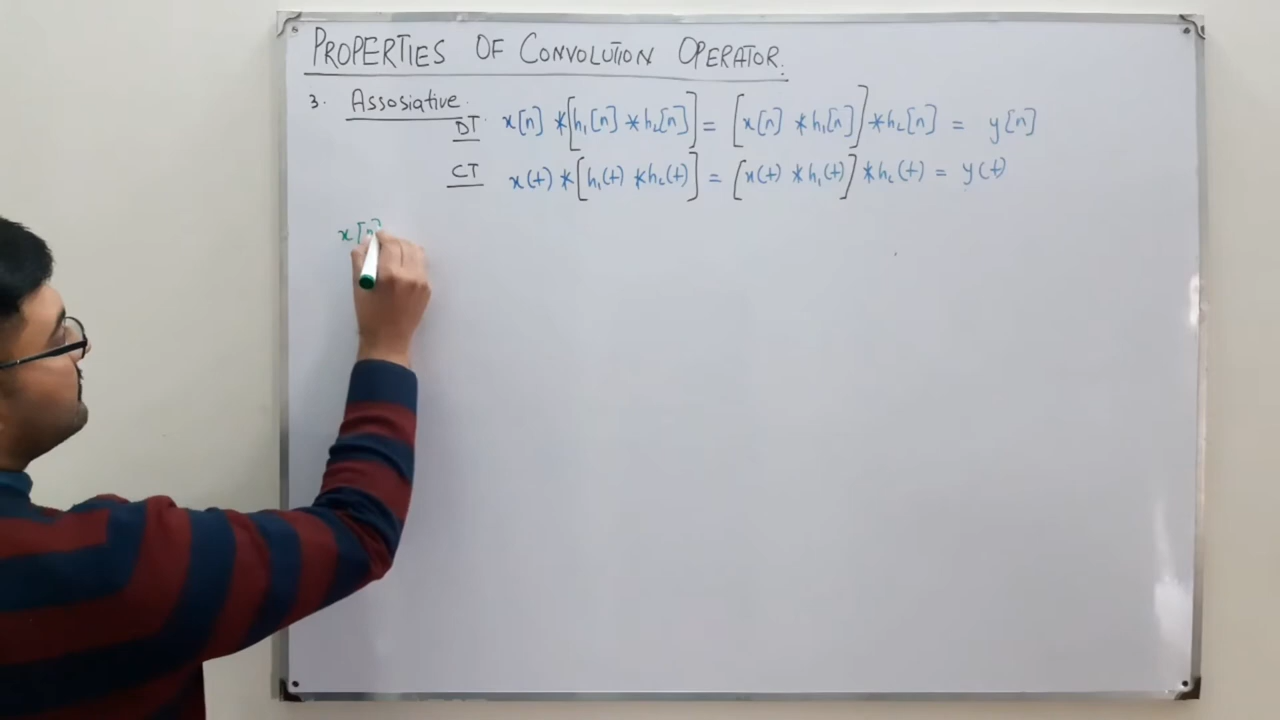 PROPERTIES OF CONVOLUTION OPERATOR.
3. Assosiative.
DT x[n] * [h₁[n] * h₂[n]] = [x[n] * h₁[n]] * h₂[n] = y[n]
CT x(t) * [h₁(t) * h₂(t)] = [x(t) * h₁(t)] * h₂(t) = y(t)
x[n]